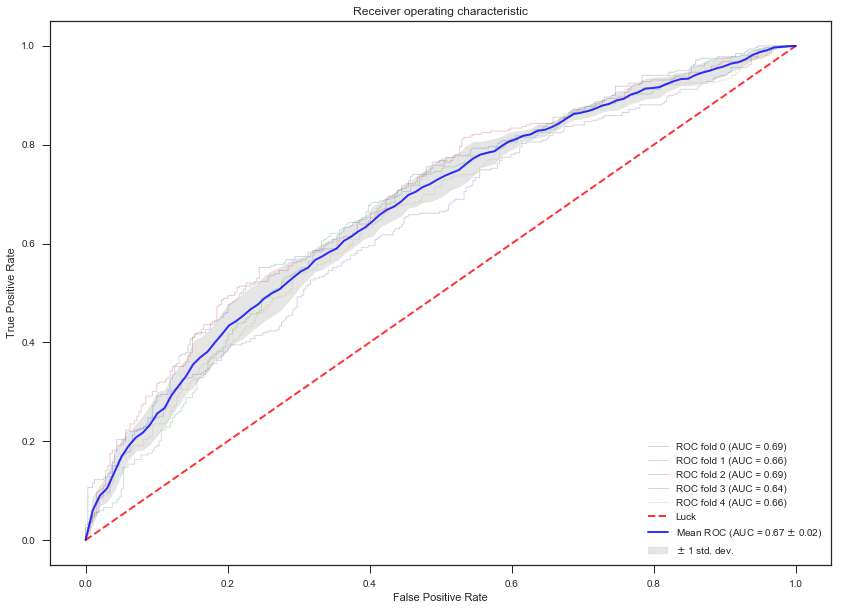 Receiver operating characteristic
1.0
0.8
0.6
0.4
0.2
0.0
True Positive Rate
0.0 0.2 0.4 0.6 0.8 1.0
False Positive Rate
ROC fold 0 (AUC = 0.69)
ROC fold 1 (AUC = 0.66)
ROC fold 2 (AUC = 0.69)
ROC fold 3 (AUC = 0.64)
ROC fold 4 (AUC = 0.66)
Luck
Mean ROC (AUC = 0.67 ± 0.02)
± 1 std. dev.